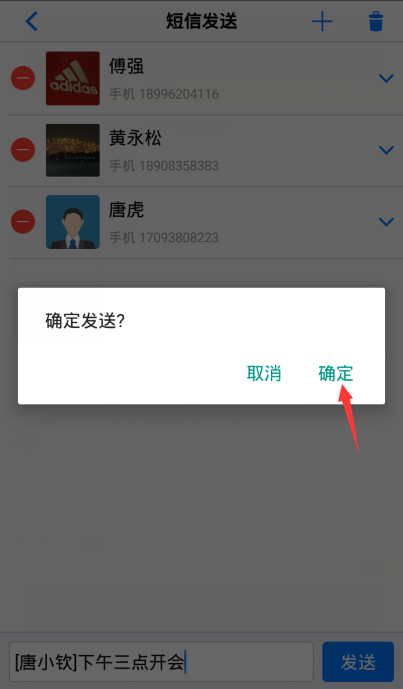 短信发送
adidas
傅强
手机 18996204116
黄永松
手机 18908358383
唐虎
手机 17093808223
确定发送?
取消 确定
[唐小钦]下午三点开会
发送